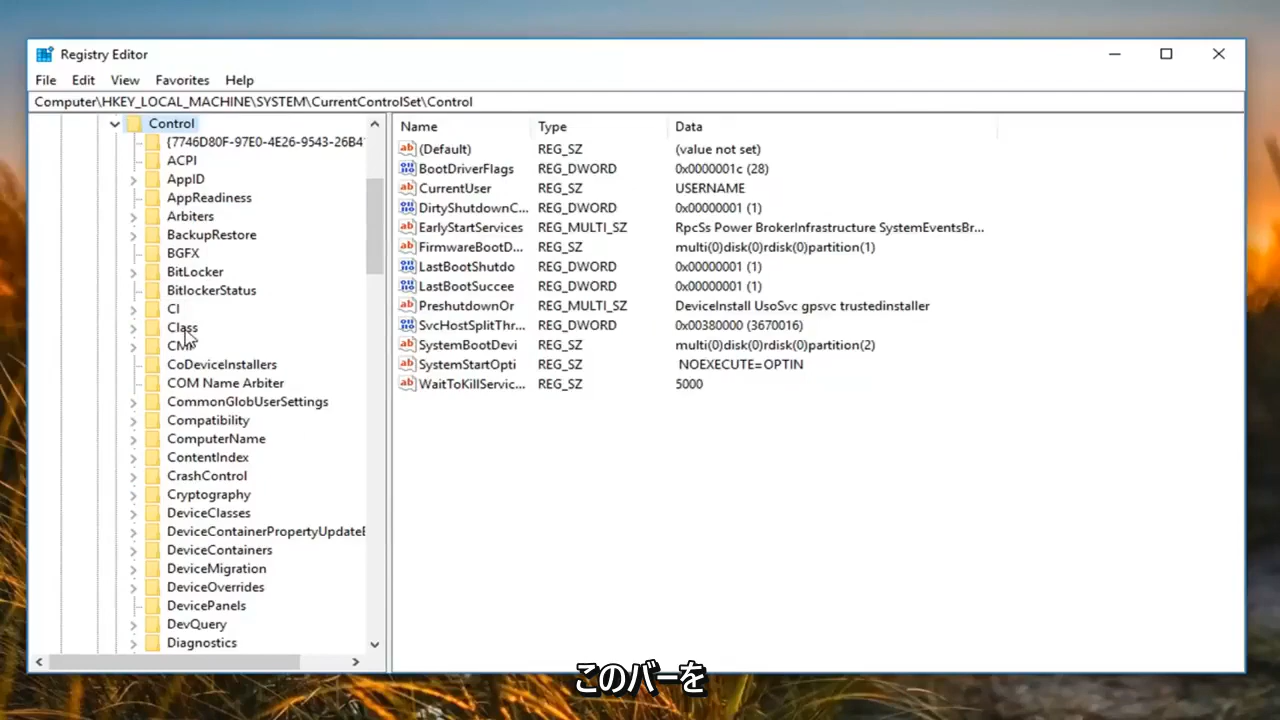 Registry Editor
File Edit View Favorites Help
Computer\HKEY_LOCAL_MACHINE\SYSTEM\CurrentControlSet\Control
Control
{7746D80F-97E0-4E26-9543-26B4
ACPI
AppID
AppReadiness
Arbiters
BackupRestore
BGFX
BitLocker
BitlockerStatus
CI
Class
CMF
CoDeviceInstallers
COM Name Arbiter
CommonGlobUserSettings
Compatibility
ComputerName
ContentIndex
CrashControl
Cryptography
DeviceClasses
DeviceContainerPropertyUpdateE
DeviceContainers
DeviceMigration
DeviceOverrides
DevicePanels
DevQuery
Diagnostics
Name Type Data
(Default) REG_SZ (value not set)
BootDriverFlags REG_DWORD 0x0000001c (28)
CurrentUser REG_SZ USERNAME
DirtyShutdownC... REG_DWORD 0x00000001 (1)
EarlyStartServices REG_MULTI_SZ RpcSs Power BrokerInfrastructure SystemEventsBr...
FirmwareBootD... REG_SZ multi(0)disk(0)rdisk(0)partition(1)
LastBootShutdo REG_DWORD 0x00000001 (1)
LastBootSuccee REG_DWORD 0x00000001 (1)
PreshutdownOr REG_MULTI_SZ DeviceInstall UsoSvc gpsvc trustedinstaller
SvcHostSplitThr... REG_DWORD 0x00380000 (3670016)
SystemBootDevi REG_SZ multi(0)disk(0)rdisk(0)partition(2)
SystemStartOpti REG_SZ NOEXECUTE=OPTIN
WaitToKillServic... REG_SZ 5000
このバーを